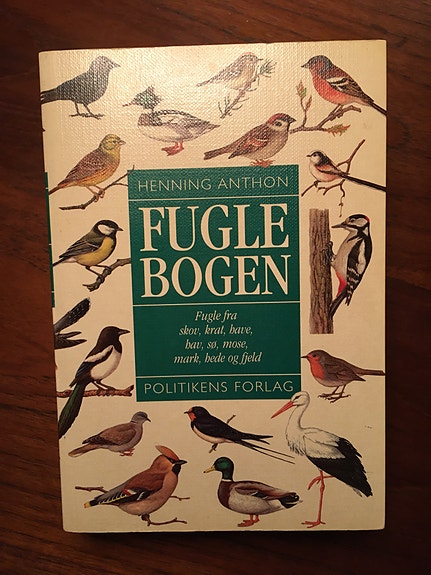 HENNING ANTHON
FUGLE
BOGEN
Fugle fra
skov, krat, have,
hav, sø, mose,
mark, hede og fjeld
POLITIKENS FORLAG